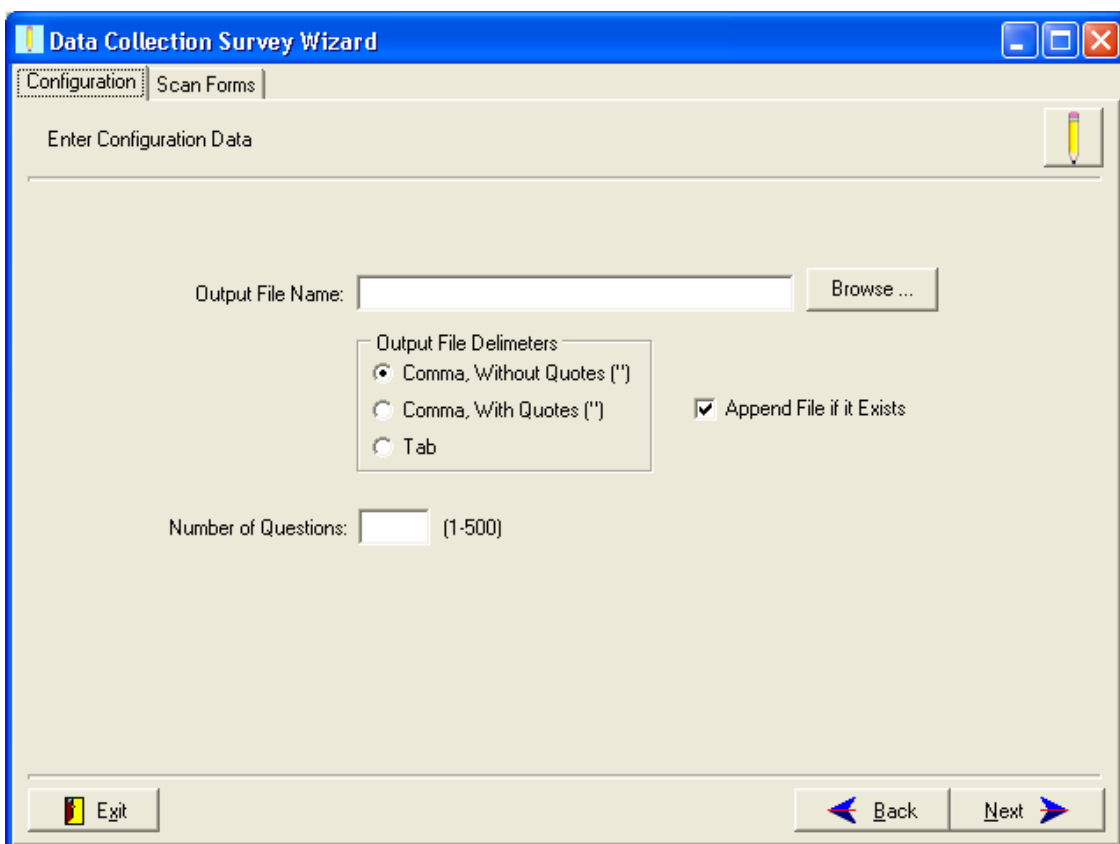 Data Collection Survey Wizard
Configuration Scan Forms
Enter Configuration Data
Output File Name: Browse ...
Output File Delimeters
Comma, Without Quotes (")
Comma, With Quotes (")
Append File if it Exists
Tab
Number of Questions: (1-500)
Exit Back Next